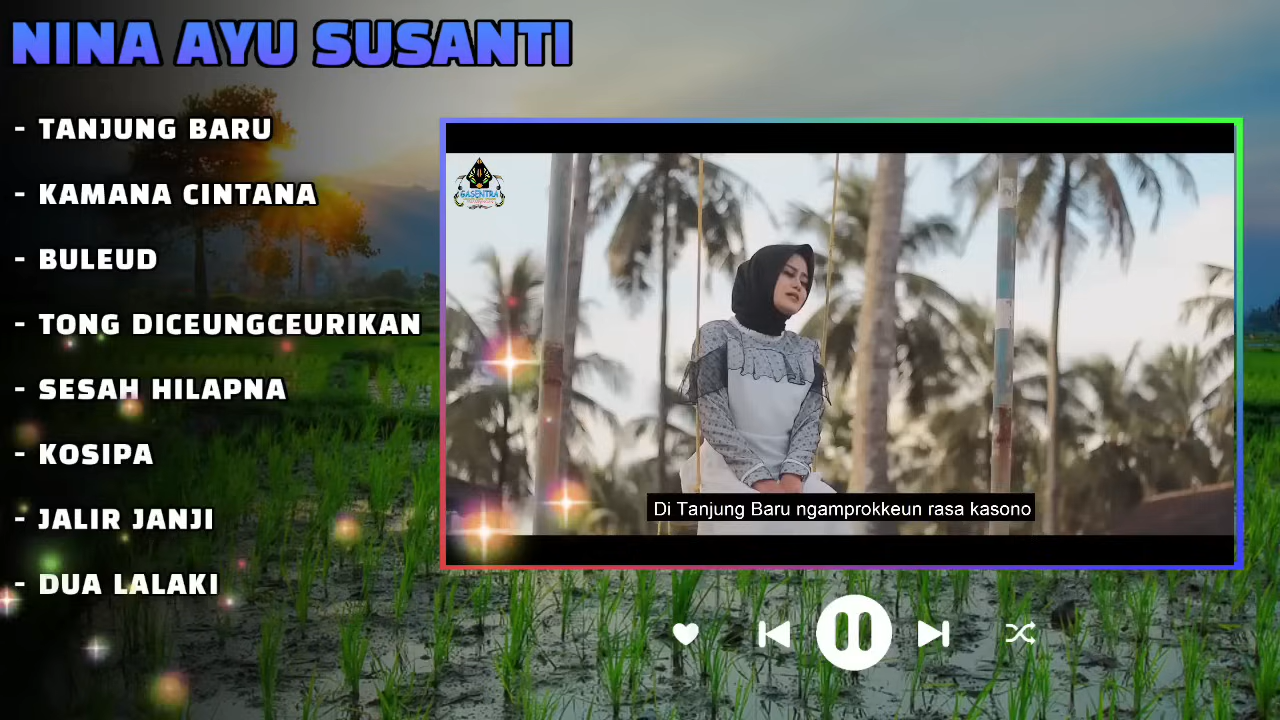 NINA AYU SUSANTI
- TANJUNG BARU
- KAMANA CINTANA
- BULEUD
- TONG DICEUNGCEURIKAN
- SESAH HILAPNA
- KOSIPA
- JALIR JANJI
- DUA LALAKI
GASENTRA
Di Tanjung Baru ngamprokkeun rasa kasono